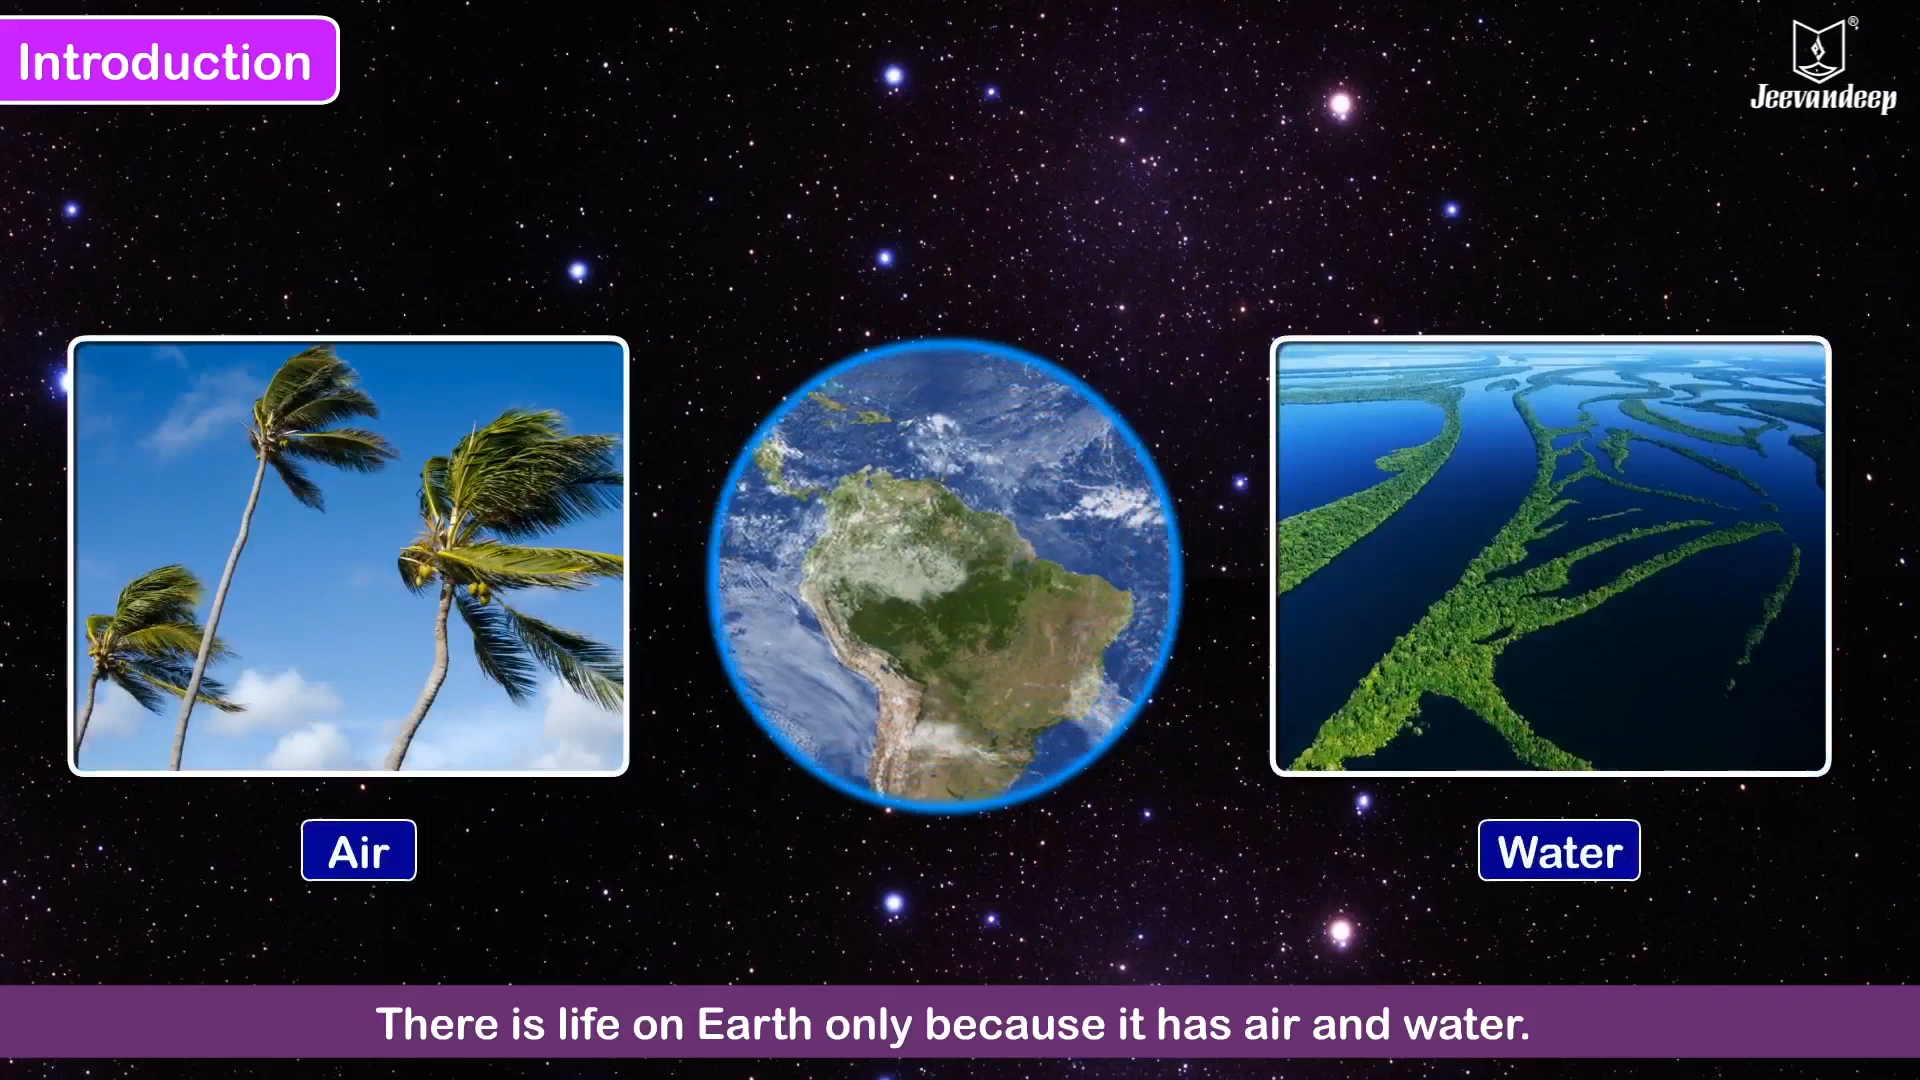 Introduction
®
Jeevandeep
Air
Water
There is life on Earth only because it has air and water.